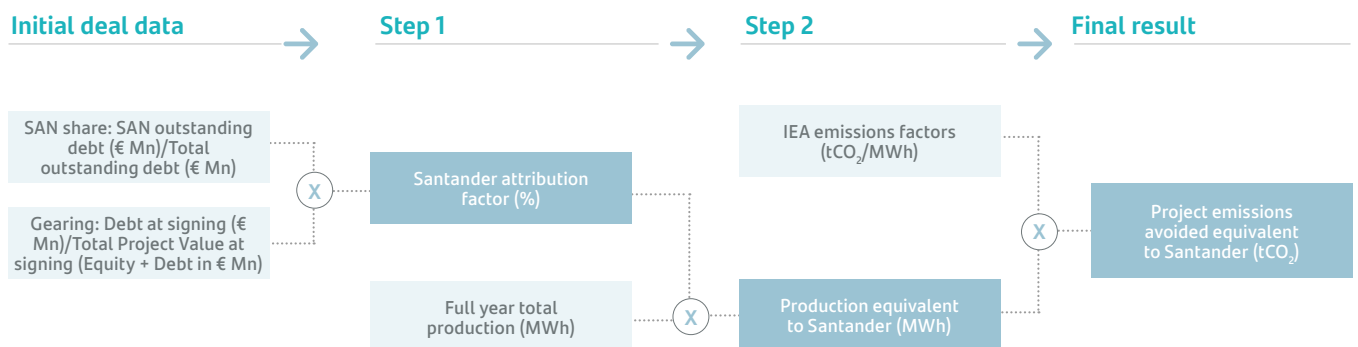 Initial deal data
Step 1
Step 2
Final result
SAN share: SAN outstanding
debt (€ Mn)/Total
outstanding debt (€ Mn)
X
Gearing: Debt at signing (€
Mn)/Total Project Value at
signing (Equity + Debt in € Mn)
Santander attribution
factor (%)
Full year total
production (MWh)
X
IEA emissions factors
(tCO₂/MWh)
Production equivalent
to Santander (MWh)
X
Project emissions
avoided equivalent
to Santander (tCO₂)